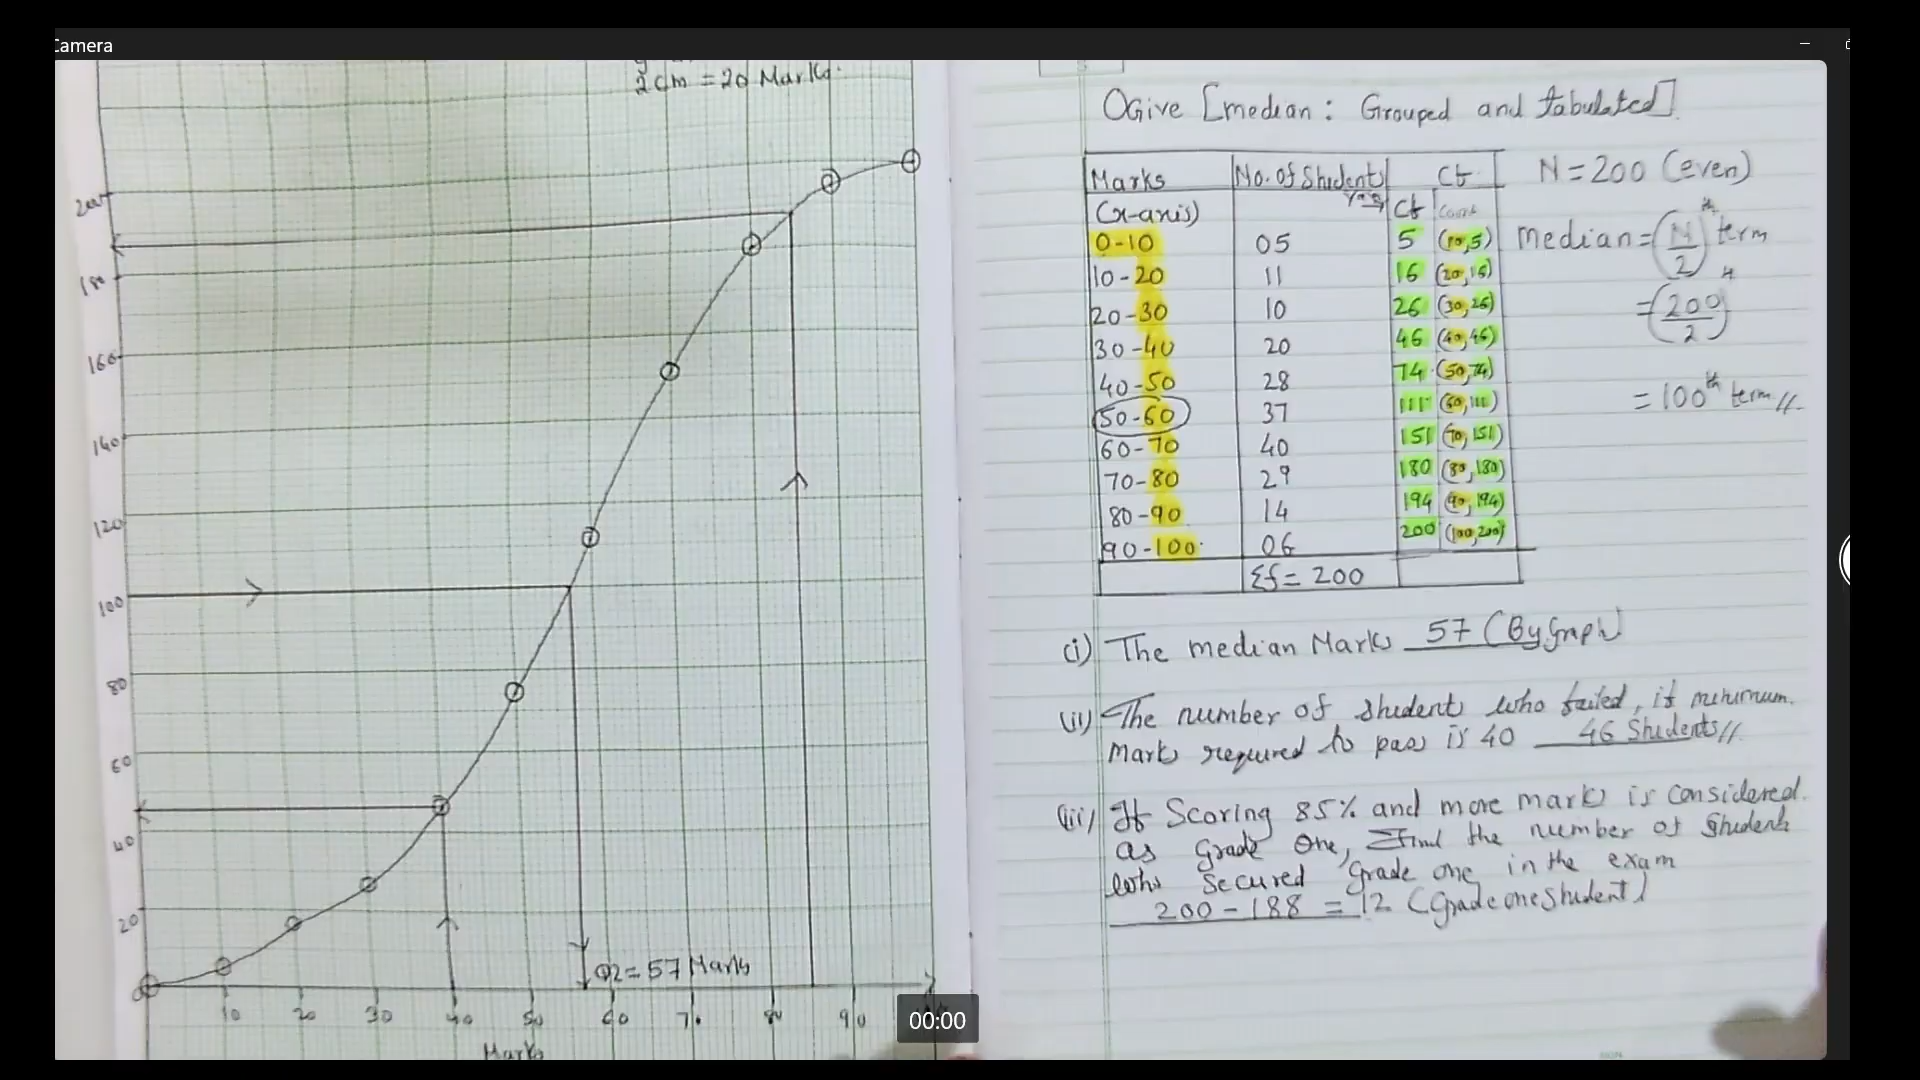 Camera
2cm = 20 Marks.
200
180
160
140
120
100
80
60
40
20
Q2=57 Marks
10 20 30 40 50 60 70 80 90
Marks
00:00
OGive [median: Grouped and tabulated].
Marks No. of Students Cf
(x-axis) Cf
0-10 05 5 (10,5)
10-20 11 16 (20,16)
20-30 10 26 (30,26)
30-40 20 46 (40,46)
40-50 28 74 (50,74)
50-60 37 111 (60,111)
60-70 40 151 (70,151)
70-80 29 180 (80,180)
80-90 14 194 (90,194)
90-100 06 200 (100,200)
Σf = 200
N = 200 (even)
median = (N/2)th term
= (200/2)th
= 100th term //.
(i) The median Marks 57 (By Graph)
(ii) The number of student who failed, if minimum.
Marks required to pass is 40 46 Students//.
(iii) If Scoring 85% and more marks is considered.
as grade one, Find the number of Students
who secured grade one in the exam
200 - 188 = 12 (Grade one Student)